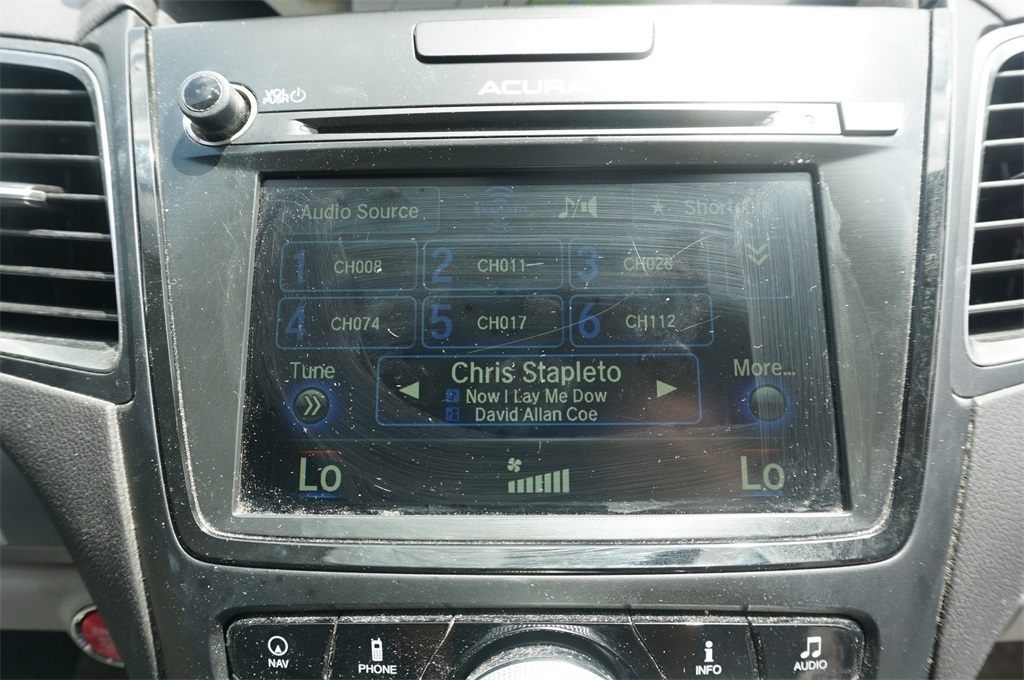 ACURA
VOL
PUSH
Audio Source
1 CH008 2 CH011 3 CH028
4 CH074 5 CH017 6 CH112
Tune
Chris Stapleto
More...
Now I Lay Me Dow
David Allan Coe
Lo
Lo
NAV
PHONE
INFO
AUDIO